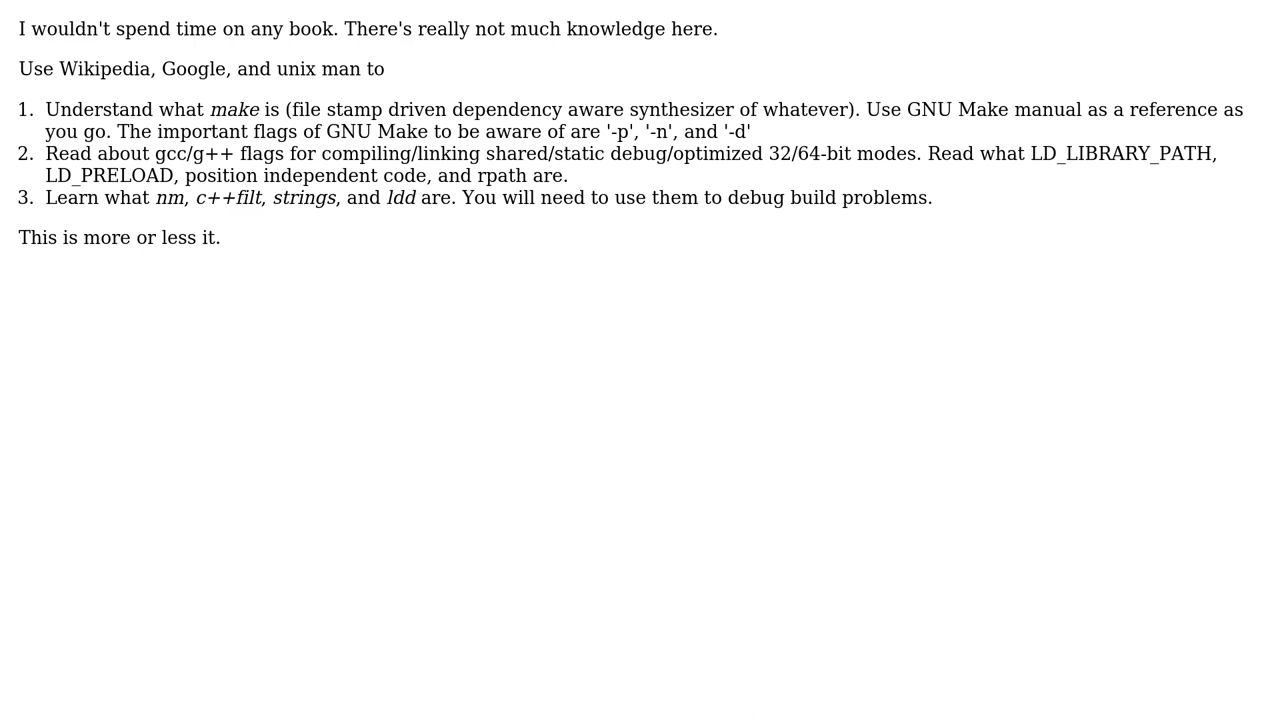 I wouldn't spend time on any book. There's really not much knowledge here.
Use Wikipedia, Google, and unix man to
1. Understand what make is (file stamp driven dependency aware synthesizer of whatever). Use GNU Make manual as a reference as
you go. The important flags of GNU Make to be aware of are '-p', '-n', and '-d'
2. Read about gcc/g++ flags for compiling/linking shared/static debug/optimized 32/64-bit modes. Read what LD_LIBRARY_PATH,
LD_PRELOAD, position independent code, and rpath are.
3. Learn what nm, c++filt, strings, and ldd are. You will need to use them to debug build problems.
This is more or less it.